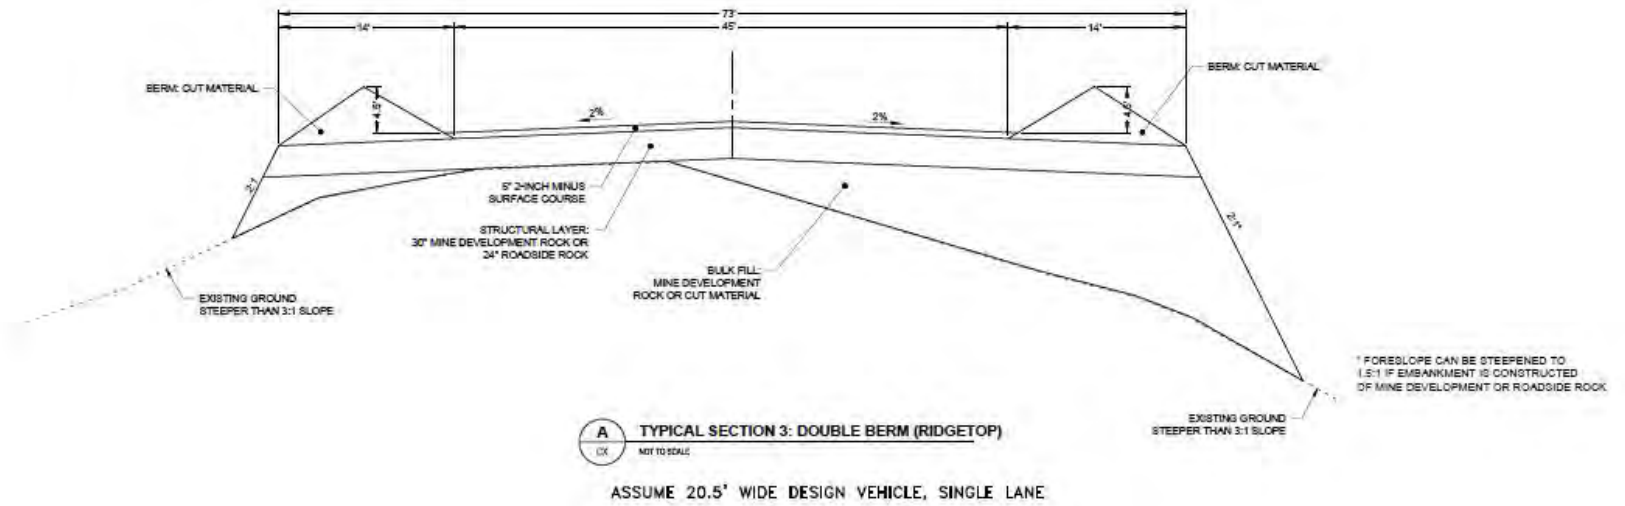 73'
14'
45'
14'
BERM: CUT MATERIAL
4.5'
2%
2%
4.5'
BERM: CUT MATERIAL
2:1
6" 2-INCH MINUS
SURFACE COURSE
STRUCTURAL LAYER:
30" MINE DEVELOPMENT ROCK OR
24" ROADSIDE ROCK
BULK FILL:
MINE DEVELOPMENT
ROCK OR CUT MATERIAL
2:1*
EXISTING GROUND
STEEPER THAN 3:1 SLOPE
* FORESLOPE CAN BE STEEPENED TO
1.5:1 IF EMBANKMENT IS CONSTRUCTED
OF MINE DEVELOPMENT OR ROADSIDE ROCK
EXISTING GROUND
STEEPER THAN 3:1 SLOPE
A
CX
TYPICAL SECTION 3: DOUBLE BERM (RIDGETOP)
NOT TO SCALE
ASSUME 20.5' WIDE DESIGN VEHICLE, SINGLE LANE